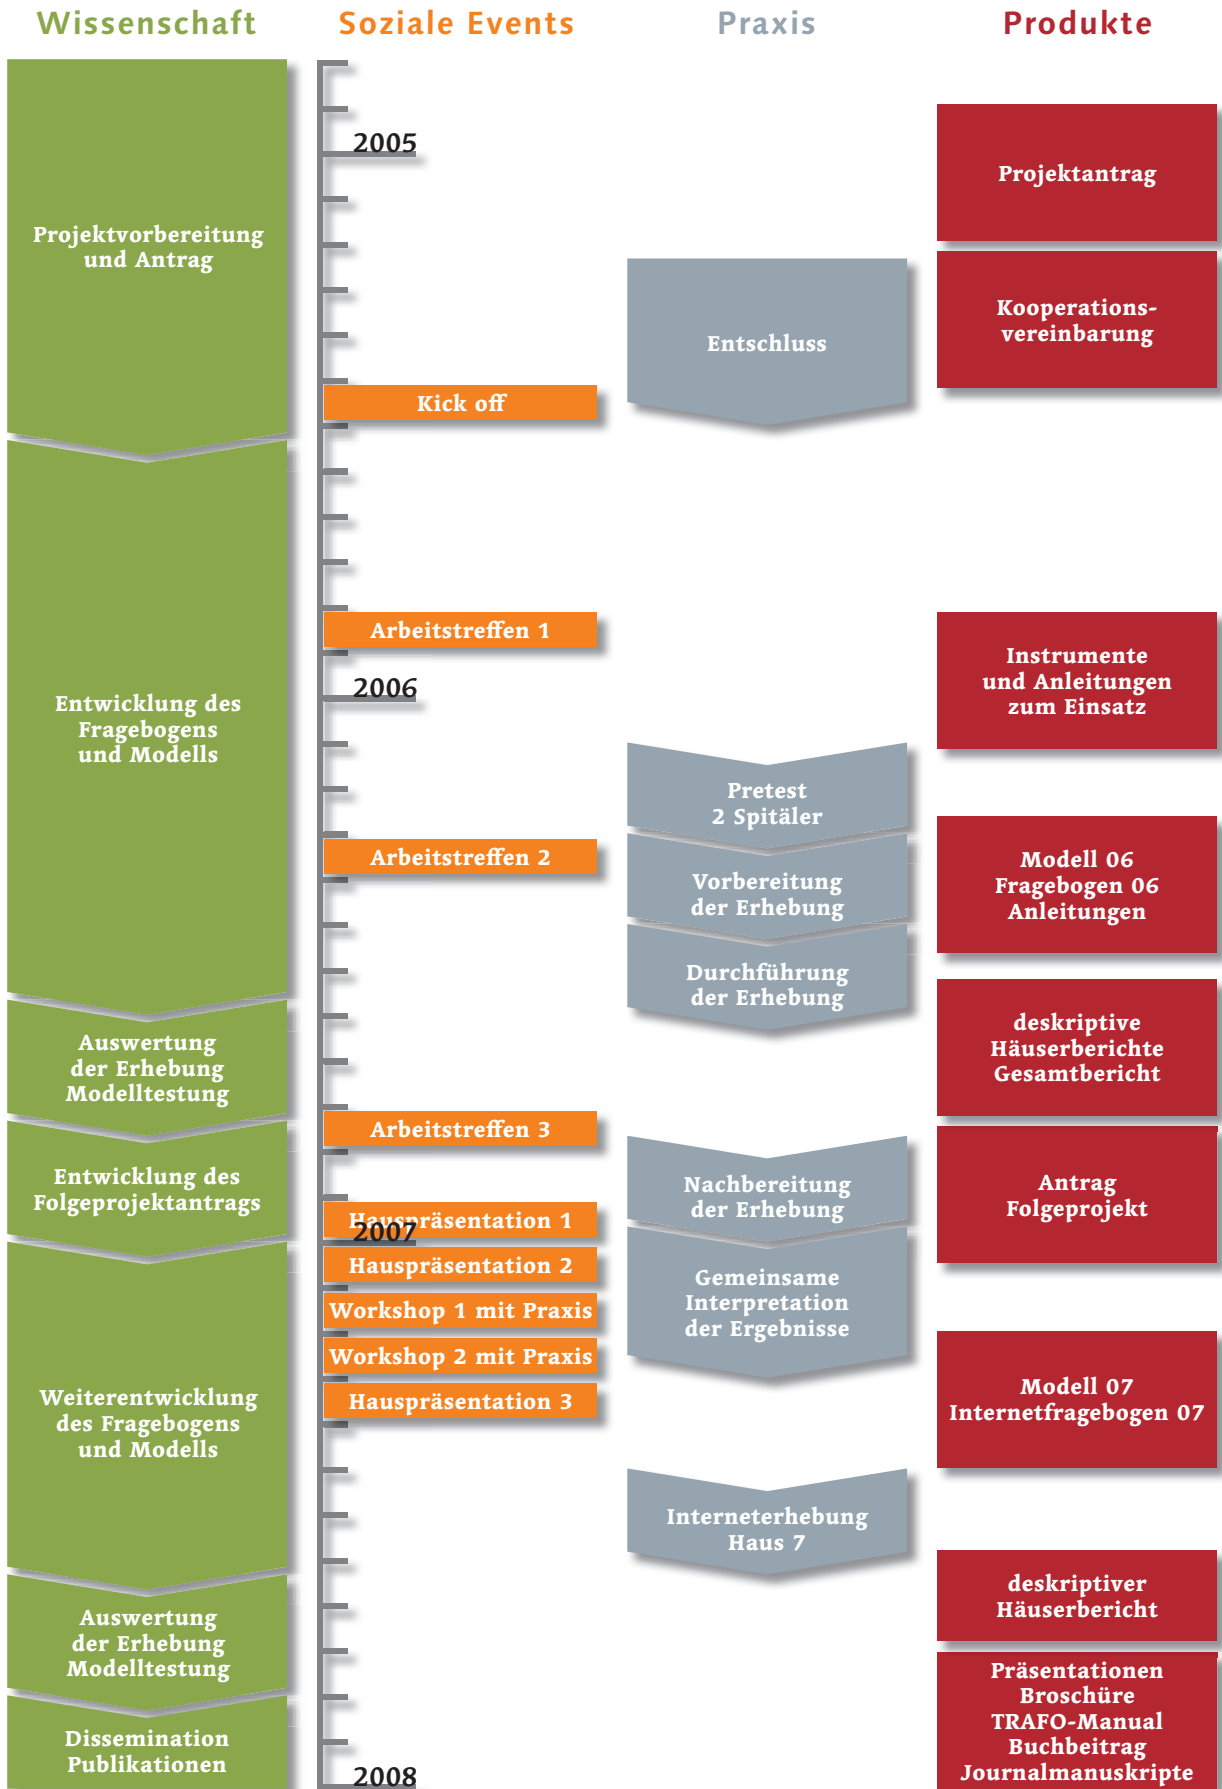 Wissenschaft
Soziale Events
Praxis
Produkte
Projektvorbereitung
und Antrag
Entwicklung des
Fragebogens
und Modells
Auswertung
der Erhebung
Modelltestung
Entwicklung des
Folgeprojektantrags
Weiterentwicklung
des Fragebogens
und Modells
Auswertung
der Erhebung
Modelltestung
Dissemination
Publikationen
2005
Kick off
Arbeitstreffen 1
2006
Arbeitstreffen 2
Arbeitstreffen 3
Hauspräsentation 1
2007
Hauspräsentation 2
Workshop 1 mit Praxis
Workshop 2 mit Praxis
Hauspräsentation 3
2008
Entschluss
Pretest
2 Spitäler
Vorbereitung
der Erhebung
Durchführung
der Erhebung
Nachbereitung
der Erhebung
Gemeinsame
Interpretation
der Ergebnisse
Interneterhebung
Haus 7
Projektantrag
Kooperations-
vereinbarung
Instrumente
und Anleitungen
zum Einsatz
Modell 06
Fragebogen 06
Anleitungen
deskriptive
Häuserberichte
Gesamtbericht
Antrag
Folgeprojekt
Modell 07
Internetfragebogen 07
deskriptiver
Häuserbericht
Präsentationen
Broschüre
TRAFO-Manual
Buchbeitrag
Journalmanuskripte